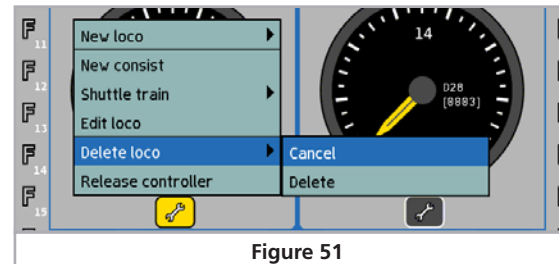 F 11
F 12
F 13
F 14
F 15
New loco
New consist
Shuttle train
Edit loco
Delete loco
Release controller
Cancel
Delete
14
D28
[8883]
Figure 51